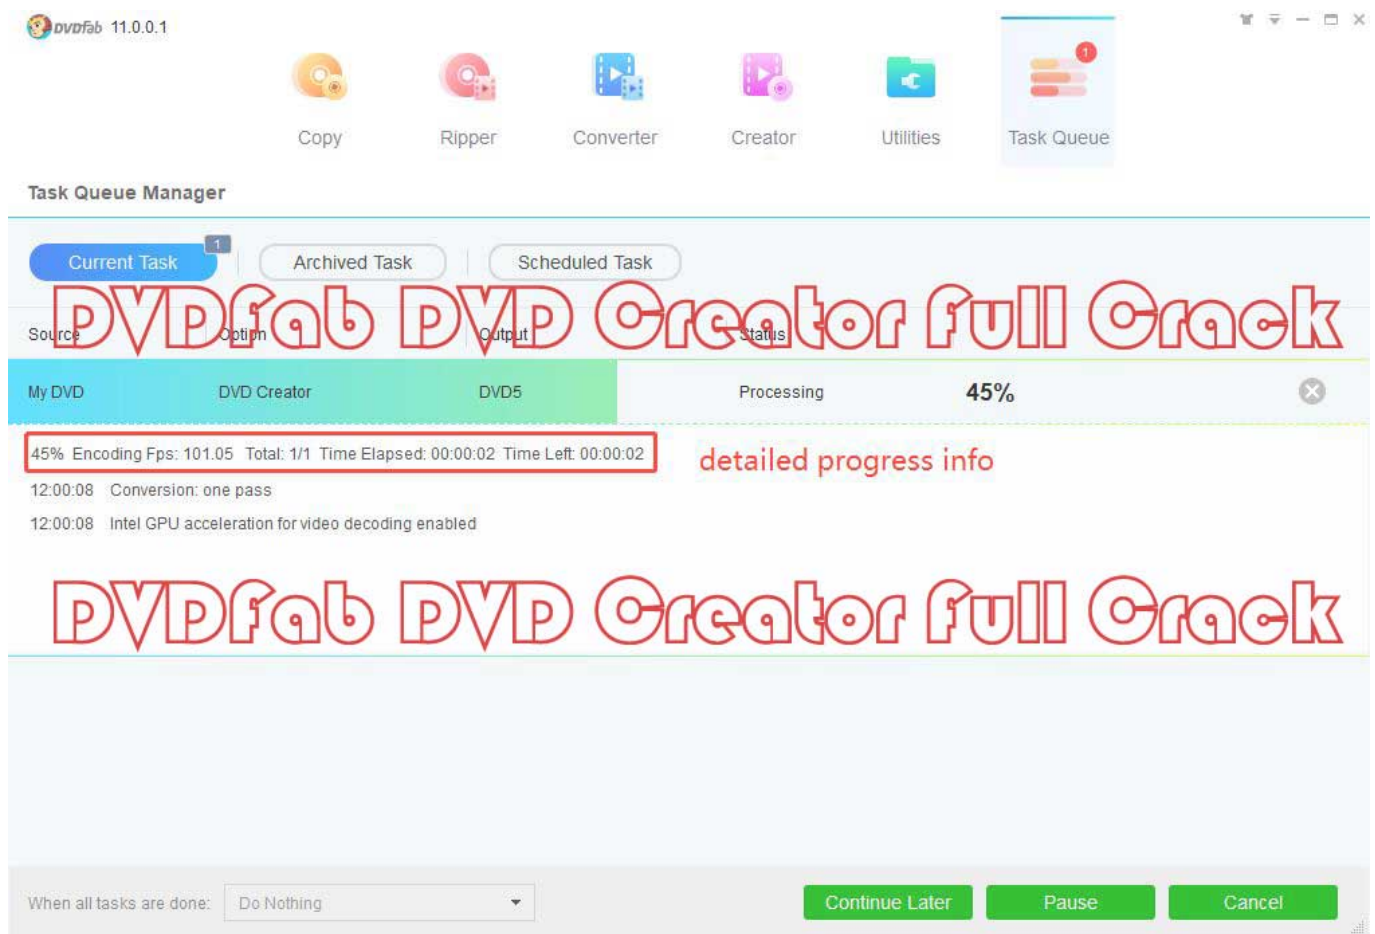 DVDFab 11.0.0.1
1
Copy Ripper Converter Creator Utilities Task Queue
Task Queue Manager
Current Task 1 Archived Task Scheduled Task
DVDFab DVD Creator Full Crack
Source Option Output Status
My DVD DVD Creator DVD5 Processing 45%
45% Encoding Fps: 101.05 Total: 1/1 Time Elapsed: 00:00:02 Time Left: 00:00:02 detailed progress info
12:00:08 Conversion: one pass
12:00:08 Intel GPU acceleration for video decoding enabled
DVDFab DVD Creator Full Crack
When all tasks are done: Do Nothing Continue Later Pause Cancel